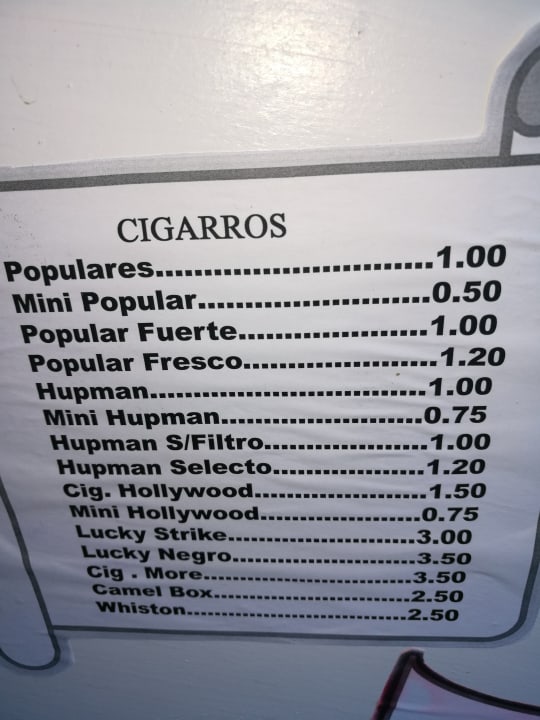 CIGARROS
Populares..................................1.00
Mini Popular............................0.50
Popular Fuerte.......................1.00
Popular Fresco.......................1.20
Hupman..................................1.00
Mini Hupman.........................0.75
Hupman S/Filtro....................1.00
Hupman Selecto...................1.20
Cig. Hollywood......................1.50
Mini Hollywood.....................0.75
Lucky Strike..........................3.00
Lucky Negro..........................3.50
Cig . More..............................3.50
Camel Box............................2.50
Whiston................................2.50